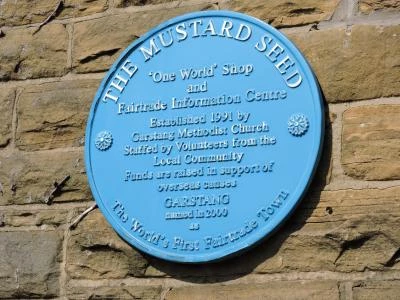 THE MUSTARD SEED
'One World' Shop
and
Fairtrade Information Centre
Established 1991 by
Garstang Methodist Church
Staffed by Volunteers from the
Local Community
Funds are raised in support of
overseas causes
GARSTANG
named in 2000
as
The World's First Fairtrade Town